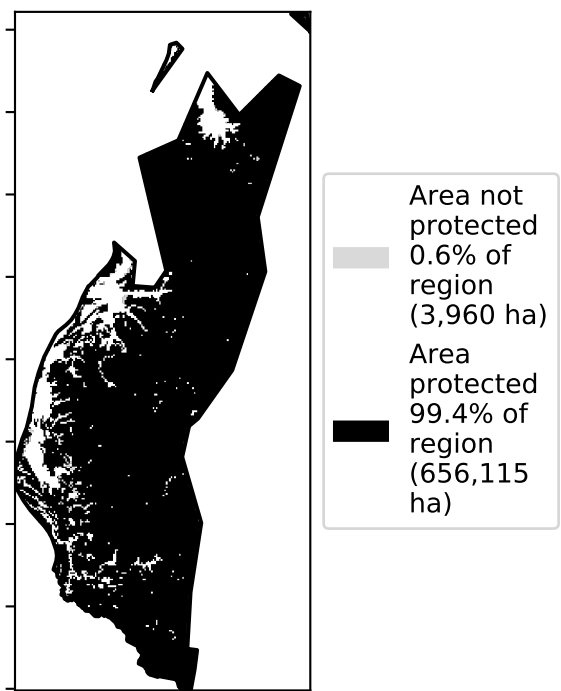 Area not
protected
0.6% of
region
(3,960 ha)
Area
protected
99.4% of
region
(656,115
ha)